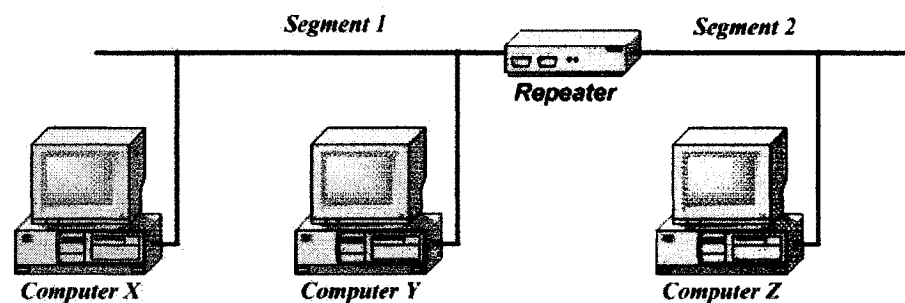 Segment 1
Segment 2
Repeater
Computer X
Computer Y
Computer Z